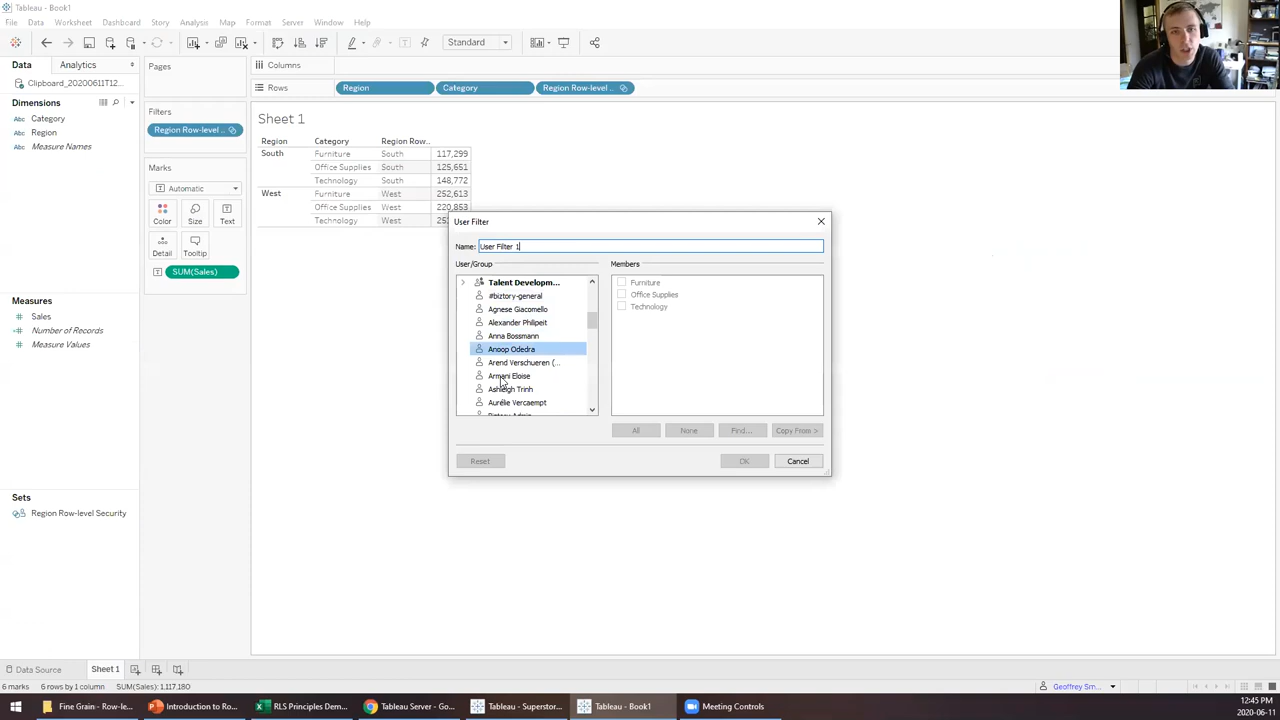 Tableau - Book1
File Data Worksheet Dashboard Story Analysis Map Format Server Window Help
Standard
Data Analytics
Clipboard_20200611T12...
Dimensions
Category
Region
Measure Names
Measures
Sales
Number of Records
Measure Values
Sets
Region Row-level Security
Pages
Filters
Region Row-level ..
Marks
Automatic
Color Size Text
Detail Tooltip
SUM(Sales)
Columns
Rows Region Category Region Row-level ..
Sheet 1
Region Category Region Row..
South Furniture South 117,299
Office Supplies South 125,651
Technology South 148,772
West Furniture West 252,613
Office Supplies West 220,853
Technology West
User Filter
Name: User Filter 1
User/Group Members
Talent Developm...
#biztory-general
Agnese Giacomello
Alexander Philipeit
Anna Bossmann
Anoop Odedra
Arend Verschueren (...
Armani Eloise
Ashleigh Trinh
Aurélie Vercaempt
Furniture
Office Supplies
Technology
All None Find... Copy From >
Reset OK Cancel
Data Source Sheet 1
6 marks 6 rows by 1 column SUM(Sales): 1,117,180 Geoffrey Sm...
Fine Grain - Row-le... Introduction to Ro... RLS Principles Dem... Tableau Server - Go... Tableau - Superstor... Tableau - Book1 Meeting Controls
12:45 PM
2020-06-11